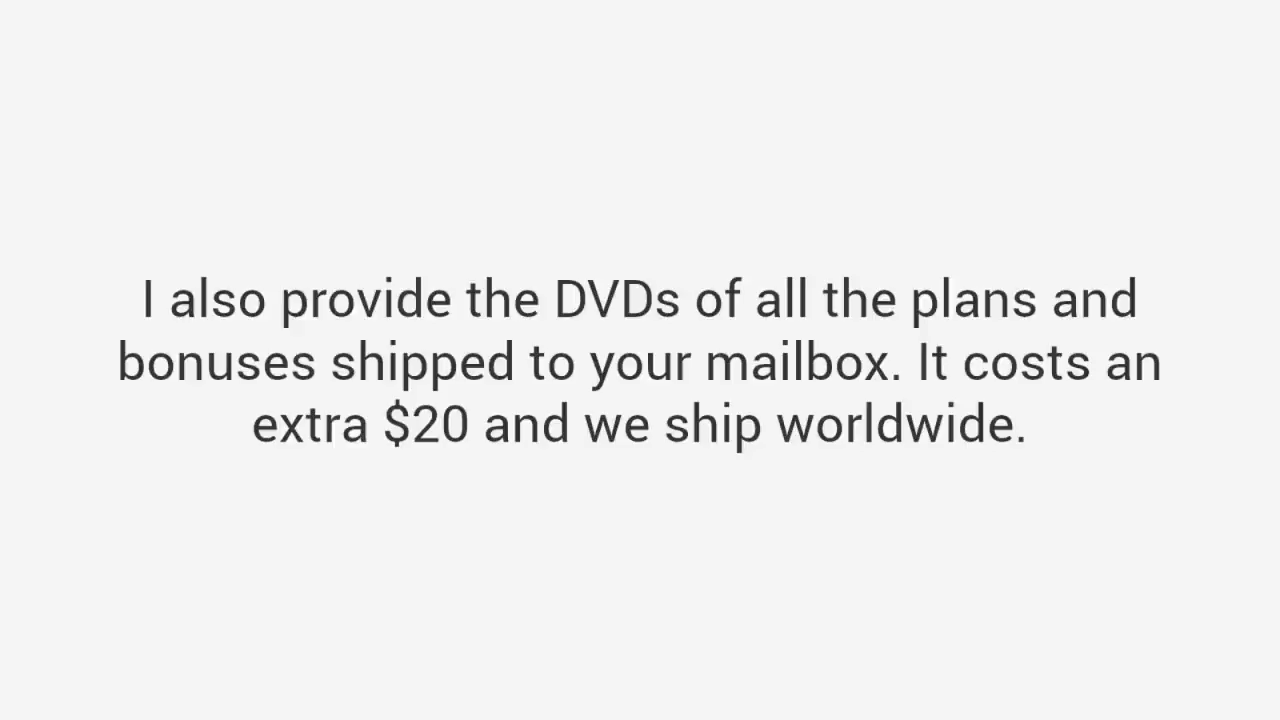 I also provide the DVDs of all the plans and
bonuses shipped to your mailbox. It costs an
extra $20 and we ship worldwide.